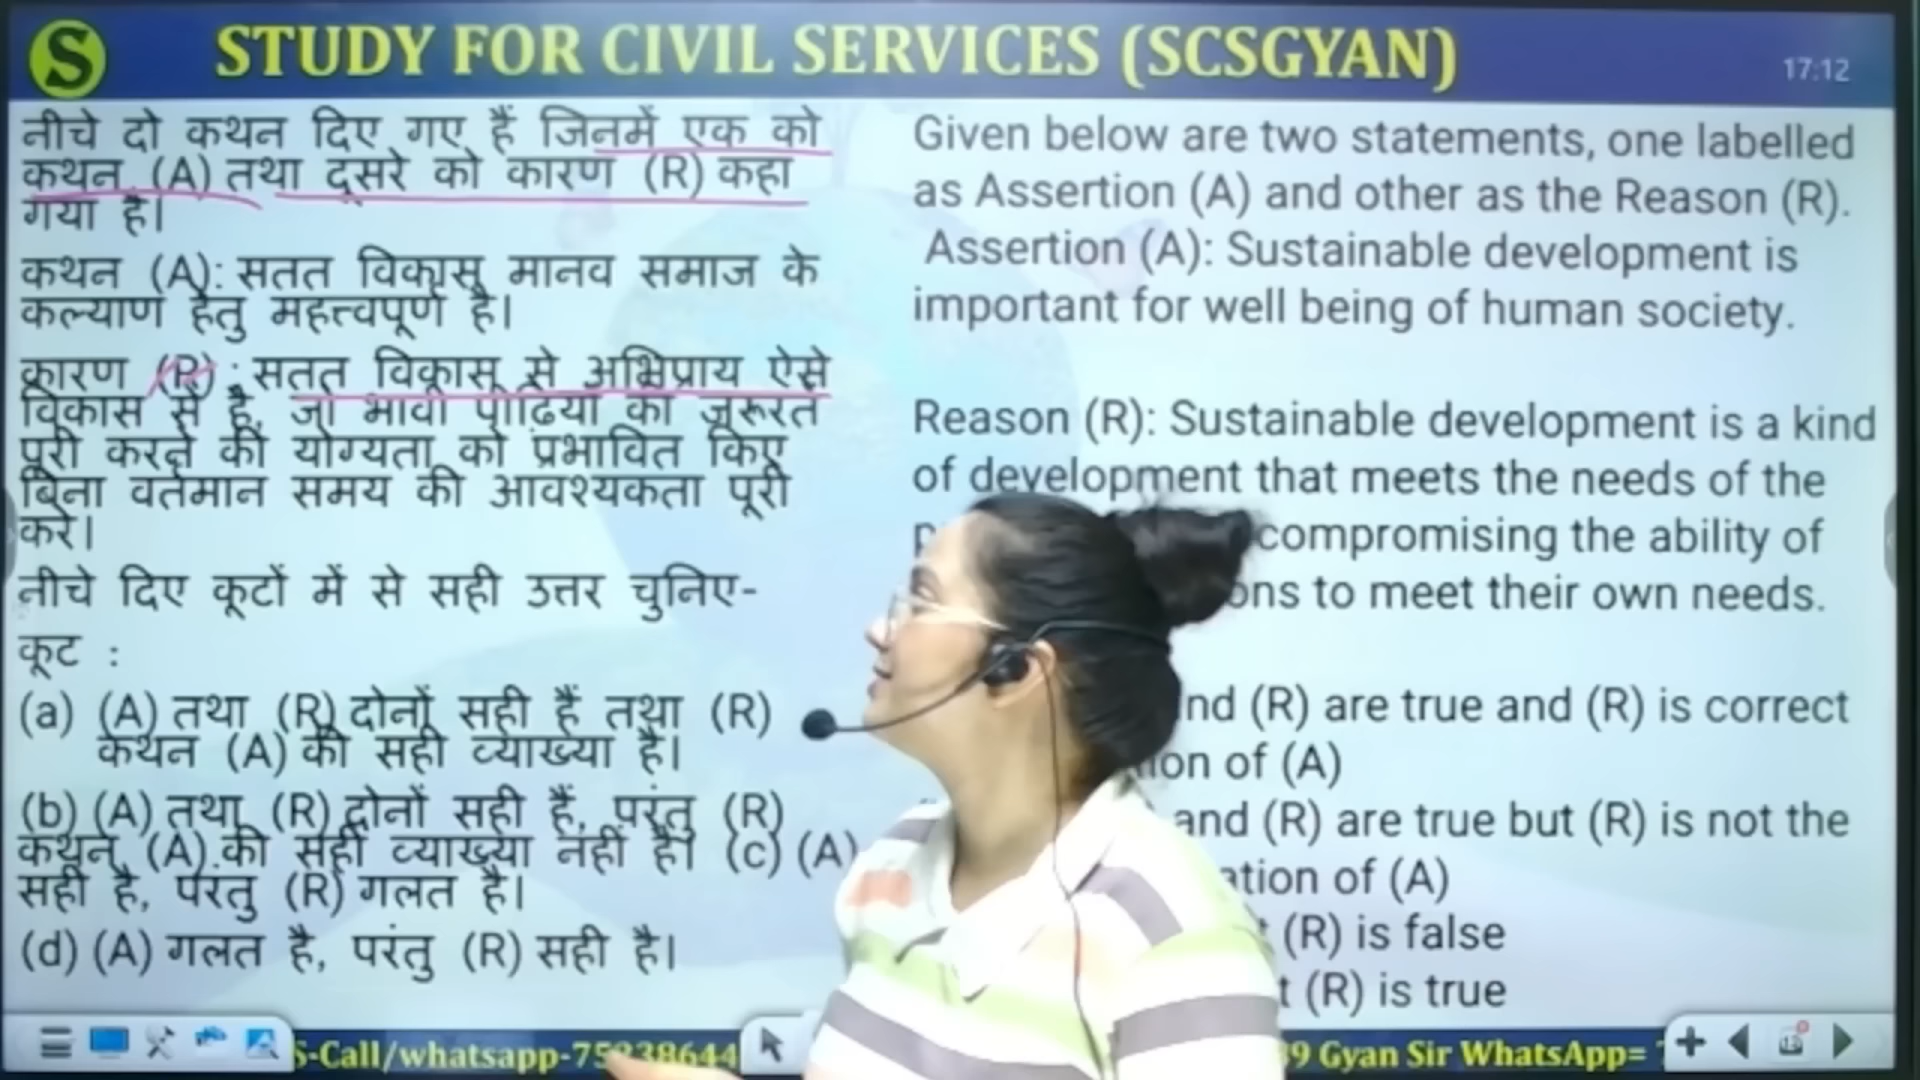 S
STUDY FOR CIVIL SERVICES (SCSGYAN)
17:12
नीचे दो कथन दिए गए हैं जिनमें एक को
कथन (A) तथा दूसरे को कारण (R) कहा
गया है।
कथन (A): सतत विकास मानव समाज के
कल्याण हेतु महत्त्वपूर्ण है।
कारण (R) : सतत विकास से अभिप्राय ऐसे
विकास से है, जो भावी पीढ़ियों की जरूरत
पूरी करने की योग्यता को प्रभावित किए
बिना वर्तमान समय की आवश्यकता पूरी
करे।
नीचे दिए कूटों में से सही उत्तर चुनिए-
कूट :
(a) (A) तथा (R) दोनों सही हैं तथा (R)
कथन (A) की सही व्याख्या है।
(b) (A) तथा (R) दोनों सही हैं, परंतु (R)
कथन (A) की सही व्याख्या नहीं है। (c) (A)
सही है, परंतु (R) गलत है।
(d) (A) गलत है, परंतु (R) सही है।
Given below are two statements, one labelled
as Assertion (A) and other as the Reason (R).
Assertion (A): Sustainable development is
important for well being of human society.
Reason (R): Sustainable development is a kind
of development that meets the needs of the
compromising the ability of
to meet their own needs.
(R) are true and (R) is correct
of (A)
and (R) are true but (R) is not the
of (A)
(R) is false
(R) is true
S-Call/whatsapp-75238644
39 Gyan Sir WhatsApp=